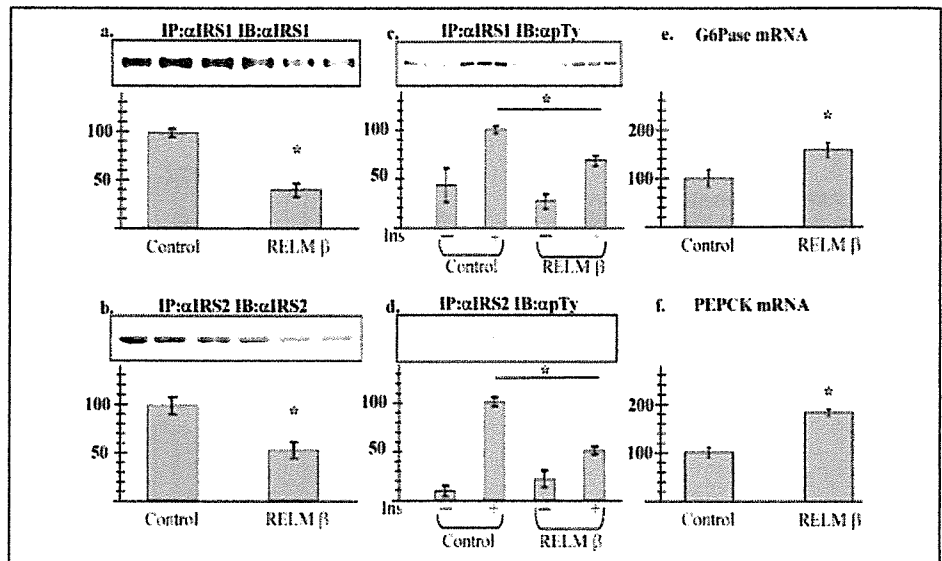 a. IP:αIRS1 IB:αIRS1
100
50
*
Control RELM β
b. IP:αIRS2 IB:αIRS2
100
50
*
Control RELM β
c. IP:αIRS1 IB:αpTy
*
100
50
Ins − + − +
Control RELM β
d. IP:αIRS2 IB:αpTy
*
100
50
Ins − + − +
Control RELM β
e. G6Pase mRNA
200
100
*
Control RELM β
f. PEPCK mRNA
200
100
*
Control RELM β